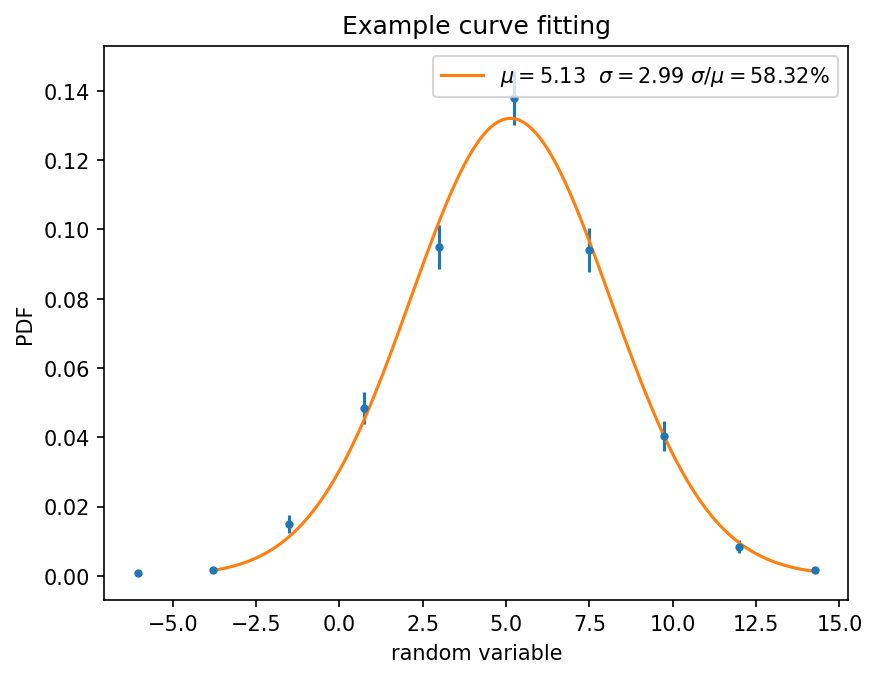 Example curve fitting
μ = 5.13 σ = 2.99 σ/μ = 58.32%
PDF
0.14
0.12
0.10
0.08
0.06
0.04
0.02
0.00
−5.0 −2.5 0.0 2.5 5.0 7.5 10.0 12.5 15.0
random variable